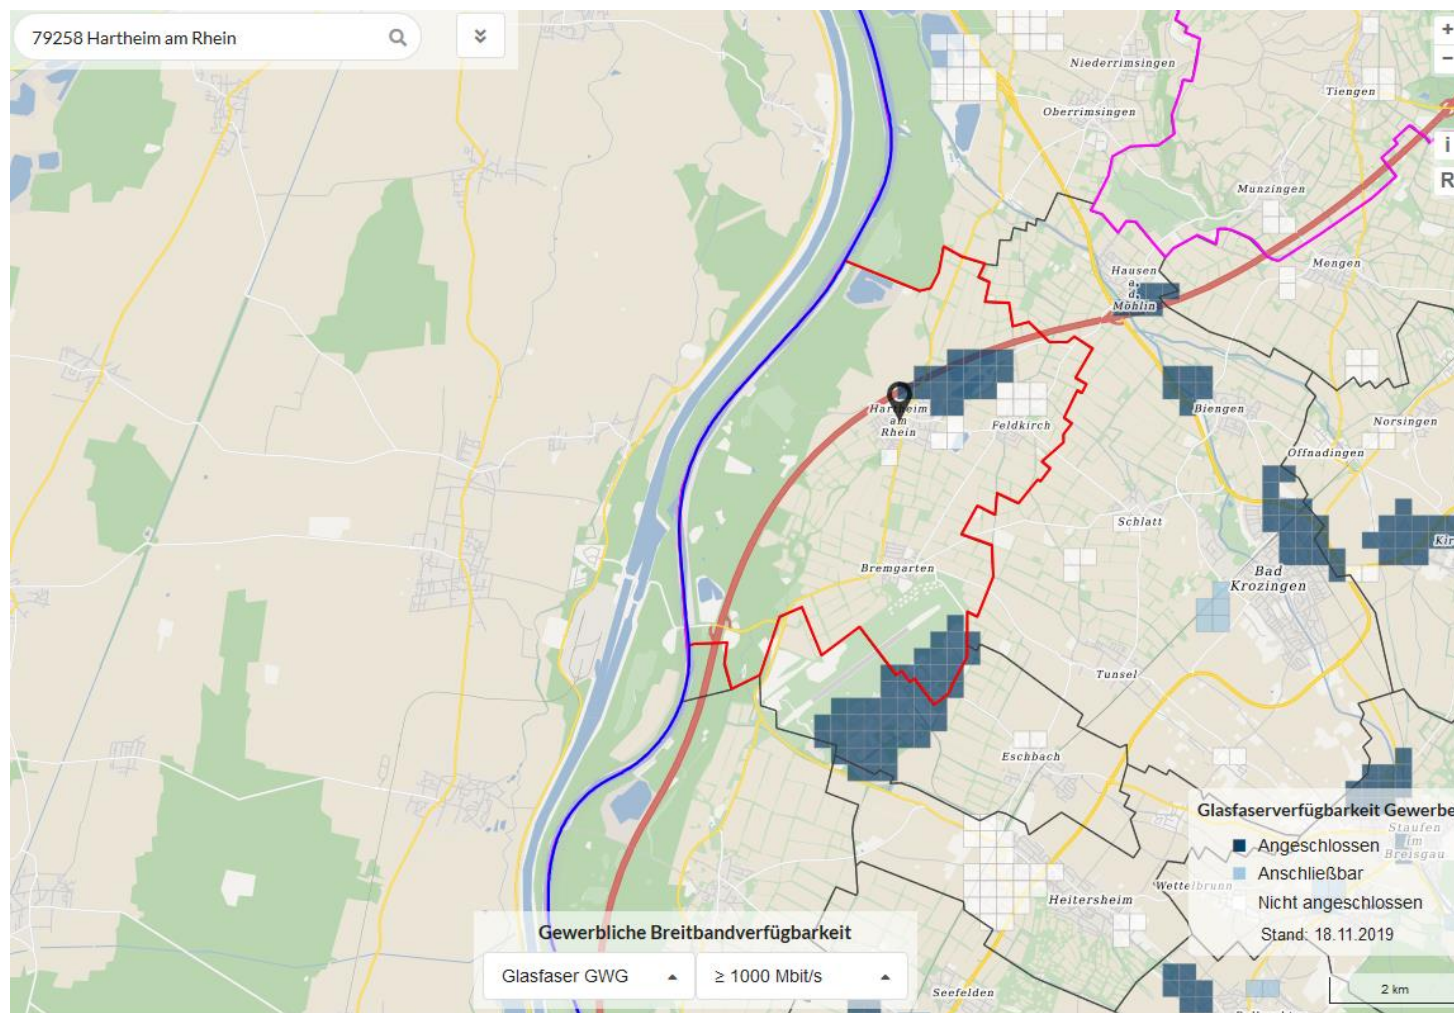 79258 Hartheim am Rhein
+
−
i
R
Niederrimsingen
Tiengen
Oberrimsingen
Munzingen
Mengen
Hausen
a.
d.
Möhlin
Hartheim
am
Rhein
Feldkirch
Biengen
Norsingen
Offnadingen
Schlatt
Bad
Krozingen
Bremgarten
Tunsel
Eschbach
Staufen
im
Breisgau
Wettelbrunn
Heitersheim
Seefelden
Glasfaserverfügbarkeit Gewerbe
Angeschlossen
Anschließbar
Nicht angeschlossen
Stand: 18.11.2019
2 km
Gewerbliche Breitbandverfügbarkeit
Glasfaser GWG
≥ 1000 Mbit/s